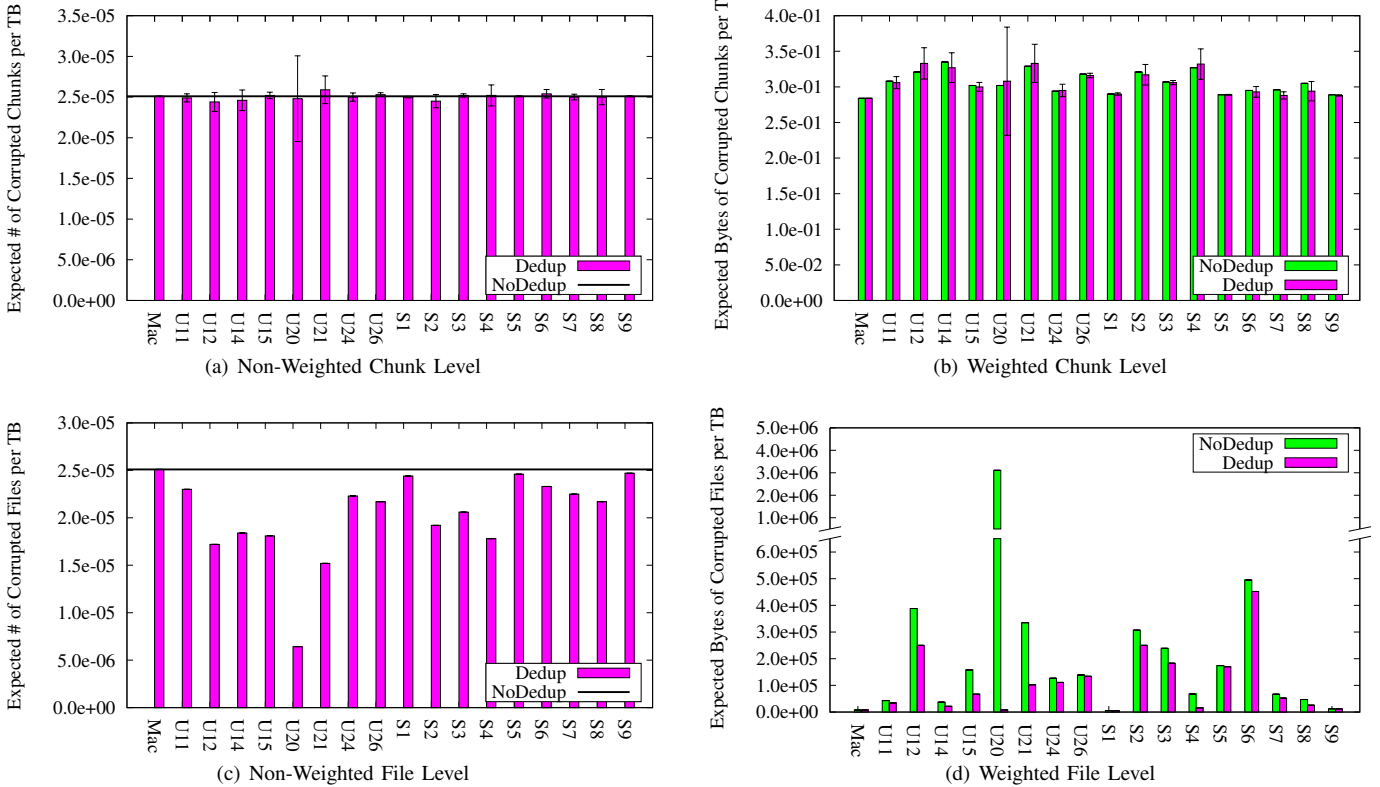 Expected # of Corrupted Chunks per TB
3.5e-05
3.0e-05
2.5e-05
2.0e-05
1.5e-05
1.0e-05
5.0e-06
0.0e+00
Dedup
NoDedup
Mac U11 U12 U14 U15 U20 U21 U24 U26 S1 S2 S3 S4 S5 S6 S7 S8 S9
(a) Non-Weighted Chunk Level
Expected Bytes of Corrupted Chunks per
4.0e-01
3.5e-01
3.0e-01
2.5e-01
2.0e-01
1.5e-01
1.0e-01
5.0e-02
0.0e+00
NoDedup
Dedup
Mac U11 U12 U14 U15 U20 U21 U24 U26 S1 S2 S3 S4 S5 S6 S7 S8 S9
(b) Weighted Chunk Level
Expected # of Corrupted Files per TB
3.0e-05
2.5e-05
2.0e-05
1.5e-05
1.0e-05
5.0e-06
0.0e+00
Dedup
NoDedup
Mac U11 U12 U14 U15 U20 U21 U24 U26 S1 S2 S3 S4 S5 S6 S7 S8 S9
(c) Non-Weighted File Level
Expected Bytes of Corrupted Files per TB
5.0e+06
4.0e+06
3.0e+06
2.0e+06
1.0e+06
6.0e+05
5.0e+05
4.0e+05
3.0e+05
2.0e+05
1.0e+05
0.0e+00
NoDedup
Dedup
Mac U11 U12 U14 U15 U20 U21 U24 U26 S1 S2 S3 S4 S5 S6 S7 S8 S9
(d) Weighted File Level